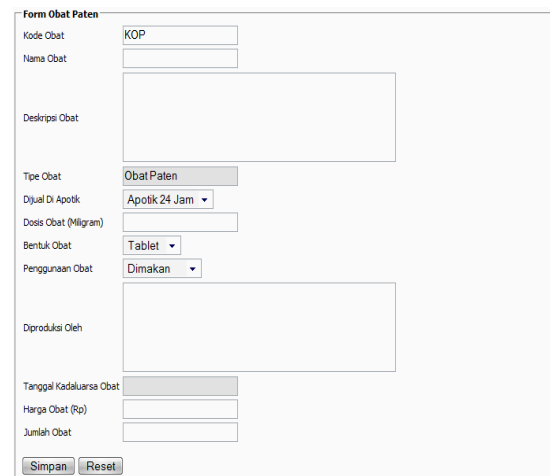 Form Obat Paten
Kode Obat KOP
Nama Obat
Deskripsi Obat
Tipe Obat Obat Paten
Dijual Di Apotik Apotik 24 Jam
Dosis Obat (Miligram)
Bentuk Obat Tablet
Penggunaan Obat Dimakan
Diproduksi Oleh
Tanggal Kadaluarsa Obat
Harga Obat (Rp)
Jumlah Obat
Simpan Reset